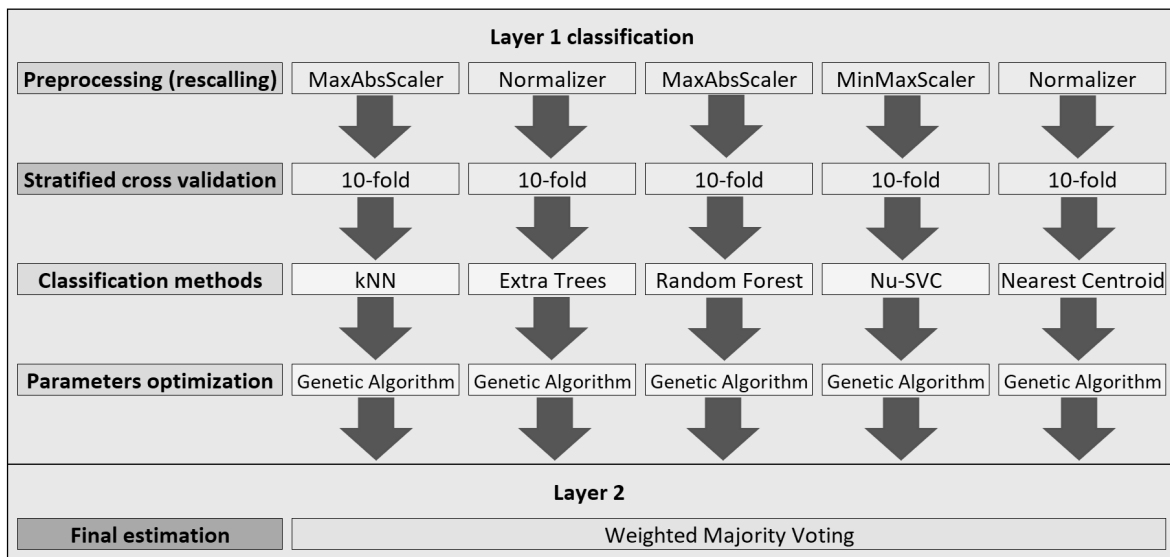 Layer 1 classification
Preprocessing (rescalling) MaxAbsScaler Normalizer MaxAbsScaler MinMaxScaler Normalizer
Stratified cross validation 10-fold 10-fold 10-fold 10-fold 10-fold
Classification methods kNN Extra Trees Random Forest Nu-SVC Nearest Centroid
Parameters optimization Genetic Algorithm Genetic Algorithm Genetic Algorithm Genetic Algorithm Genetic Algorithm
Layer 2
Final estimation Weighted Majority Voting